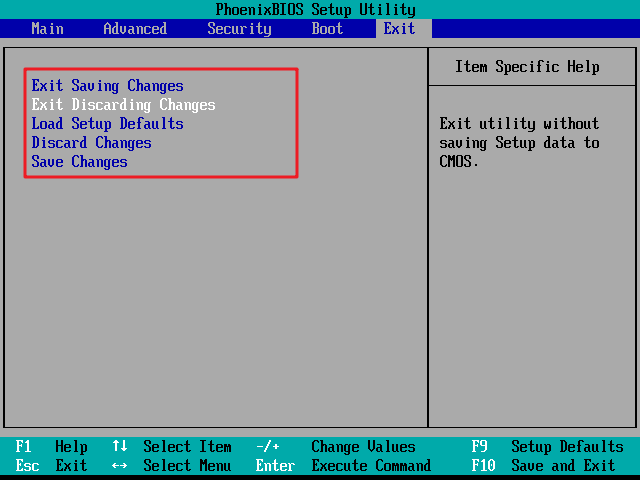 PhoenixBIOS Setup Utility
Main Advanced Security Boot Exit
Exit Saving Changes
Exit Discarding Changes
Load Setup Defaults
Discard Changes
Save Changes
Item Specific Help
Exit utility without
saving Setup data to
CMOS.
F1 Help ↑↓ Select Item -/+ Change Values F9 Setup Defaults
Esc Exit ↔ Select Menu Enter Execute Command F10 Save and Exit